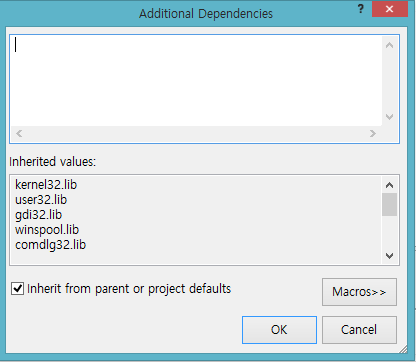 Additional Dependencies
?
Inherited values:
kernel32.lib
user32.lib
gdi32.lib
winspool.lib
comdlg32.lib
Inherit from parent or project defaults
Macros>>
OK
Cancel